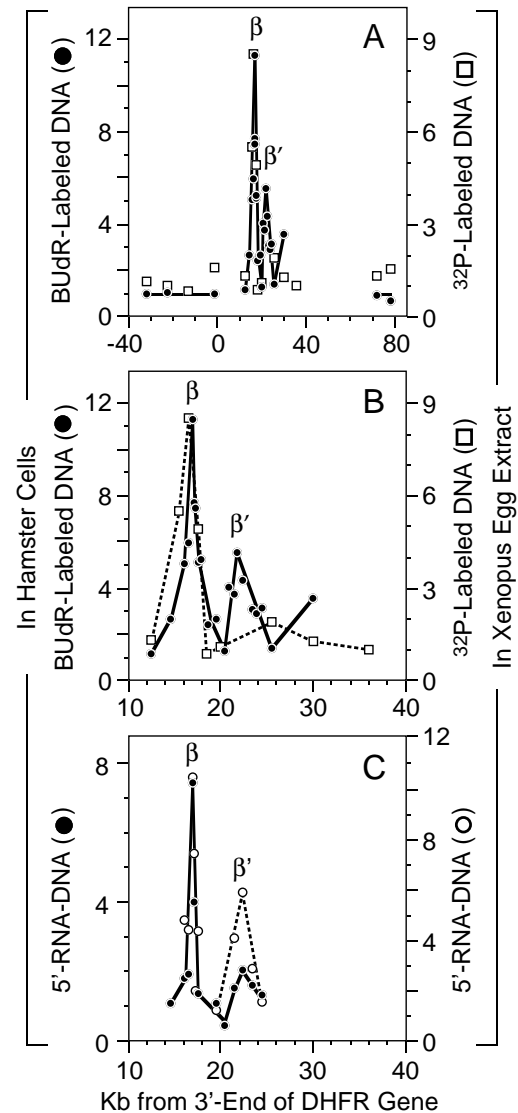 In Hamster Cells
In Xenopus Egg Extract
A
BUdR-Labeled DNA (●)
³²P-Labeled DNA (□)
β
β′
12
8
4
0
9
6
3
0
-40 0 40 80
B
BUdR-Labeled DNA (●)
³²P-Labeled DNA (□)
β
β′
12
8
4
0
9
6
3
0
10 20 30 40
C
5'-RNA-DNA (●)
5'-RNA-DNA (○)
β
β'
8
4
0
12
8
4
0
10 20 30 40
Kb from 3'-End of DHFR Gene